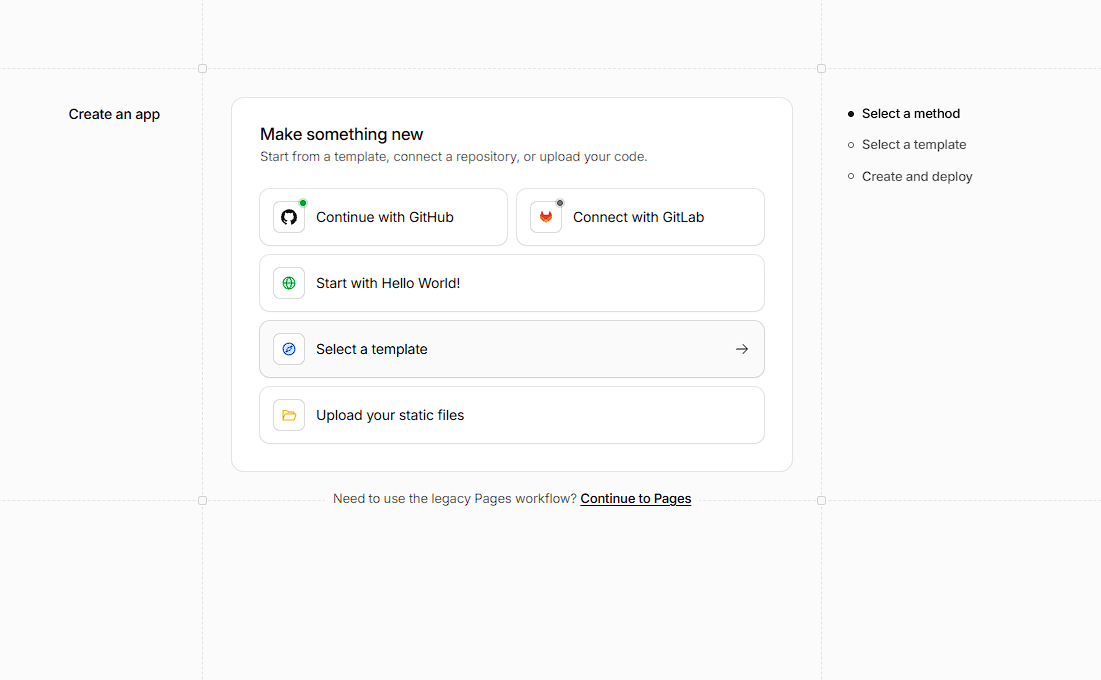 Create an app
Make something new
Start from a template, connect a repository, or upload your code.
Continue with GitHub
Connect with GitLab
Start with Hello World!
Select a template
Upload your static files
Need to use the legacy Pages workflow? Continue to Pages
Select a method
Select a template
Create and deploy